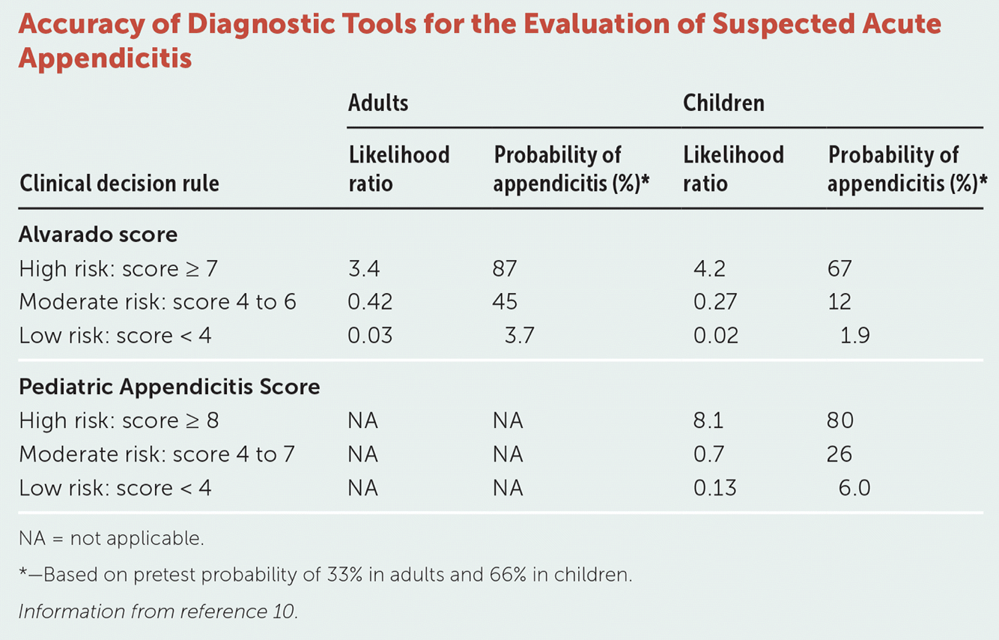 Accuracy of Diagnostic Tools for the Evaluation of Suspected Acute
Appendicitis
Adults Children
Likelihood Probability of Likelihood Probability of
Clinical decision rule ratio appendicitis (%)* ratio appendicitis (%)*
Alvarado score
High risk: score ≥ 7 3.4 87 4.2 67
Moderate risk: score 4 to 6 0.42 45 0.27 12
Low risk: score < 4 0.03 3.7 0.02 1.9
Pediatric Appendicitis Score
High risk: score ≥ 8 NA NA 8.1 80
Moderate risk: score 4 to 7 NA NA 0.7 26
Low risk: score < 4 NA NA 0.13 6.0
NA = not applicable.
*—Based on pretest probability of 33% in adults and 66% in children.
Information from reference 10.